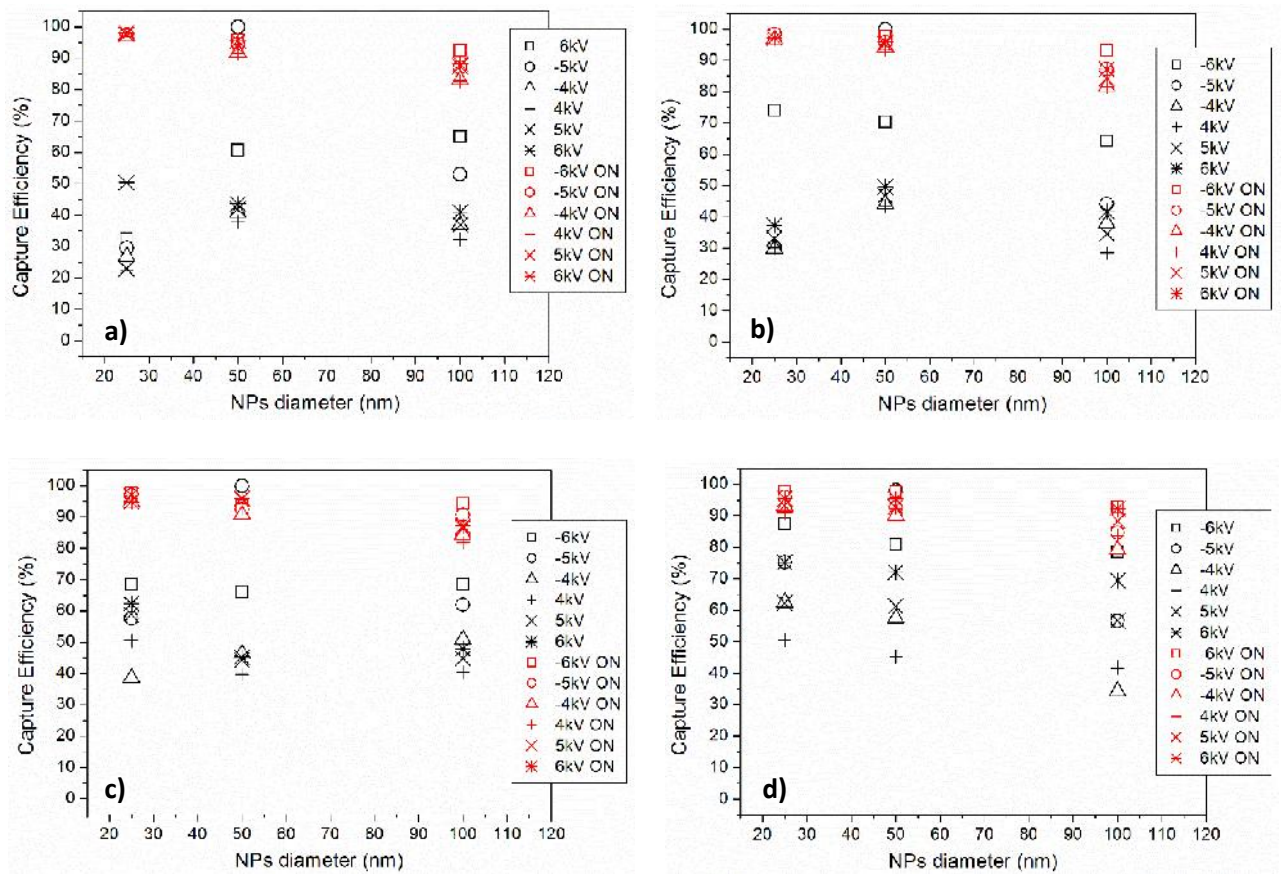 100
90
80
70
60
50
40
30
20
10
0
Capture Efficiency (%)
20 30 40 50 60 70 80 90 100 110 120
NPs diameter (nm)
a)
6kV
-5kV
-4kV
4kV
5kV
6kV
-6kV ON
-5kV ON
-4kV ON
4kV ON
5kV ON
6kV ON
100
90
80
70
60
50
40
30
20
10
0
Capture Efficiency (%)
20 30 40 50 60 70 80 90 100 110 120
NPs diameter (nm)
b)
-6kV
-5kV
-4kV
4kV
5kV
6kV
-6kV ON
-5kV ON
-4kV ON
4kV ON
5kV ON
6kV ON
100
90
80
70
60
50
40
30
20
10
0
Capture Efficiency (%)
20 30 40 50 60 70 80 90 100 110 120
NPs diameter (nm)
c)
-6kV
-5kV
-4kV
4kV
5kV
6kV
-6kV ON
-5kV ON
-4kV ON
4kV ON
5kV ON
6kV ON
100
90
80
70
60
50
40
30
20
10
0
Capture Efficiency (%)
20 30 40 50 60 70 80 90 100 110 120
NPs diameter (nm)
d)
-6kV
-5kV
-4kV
4kV
5kV
6kV
-6kV ON
-5kV ON
-4kV ON
4kV ON
5kV ON
6kV ON